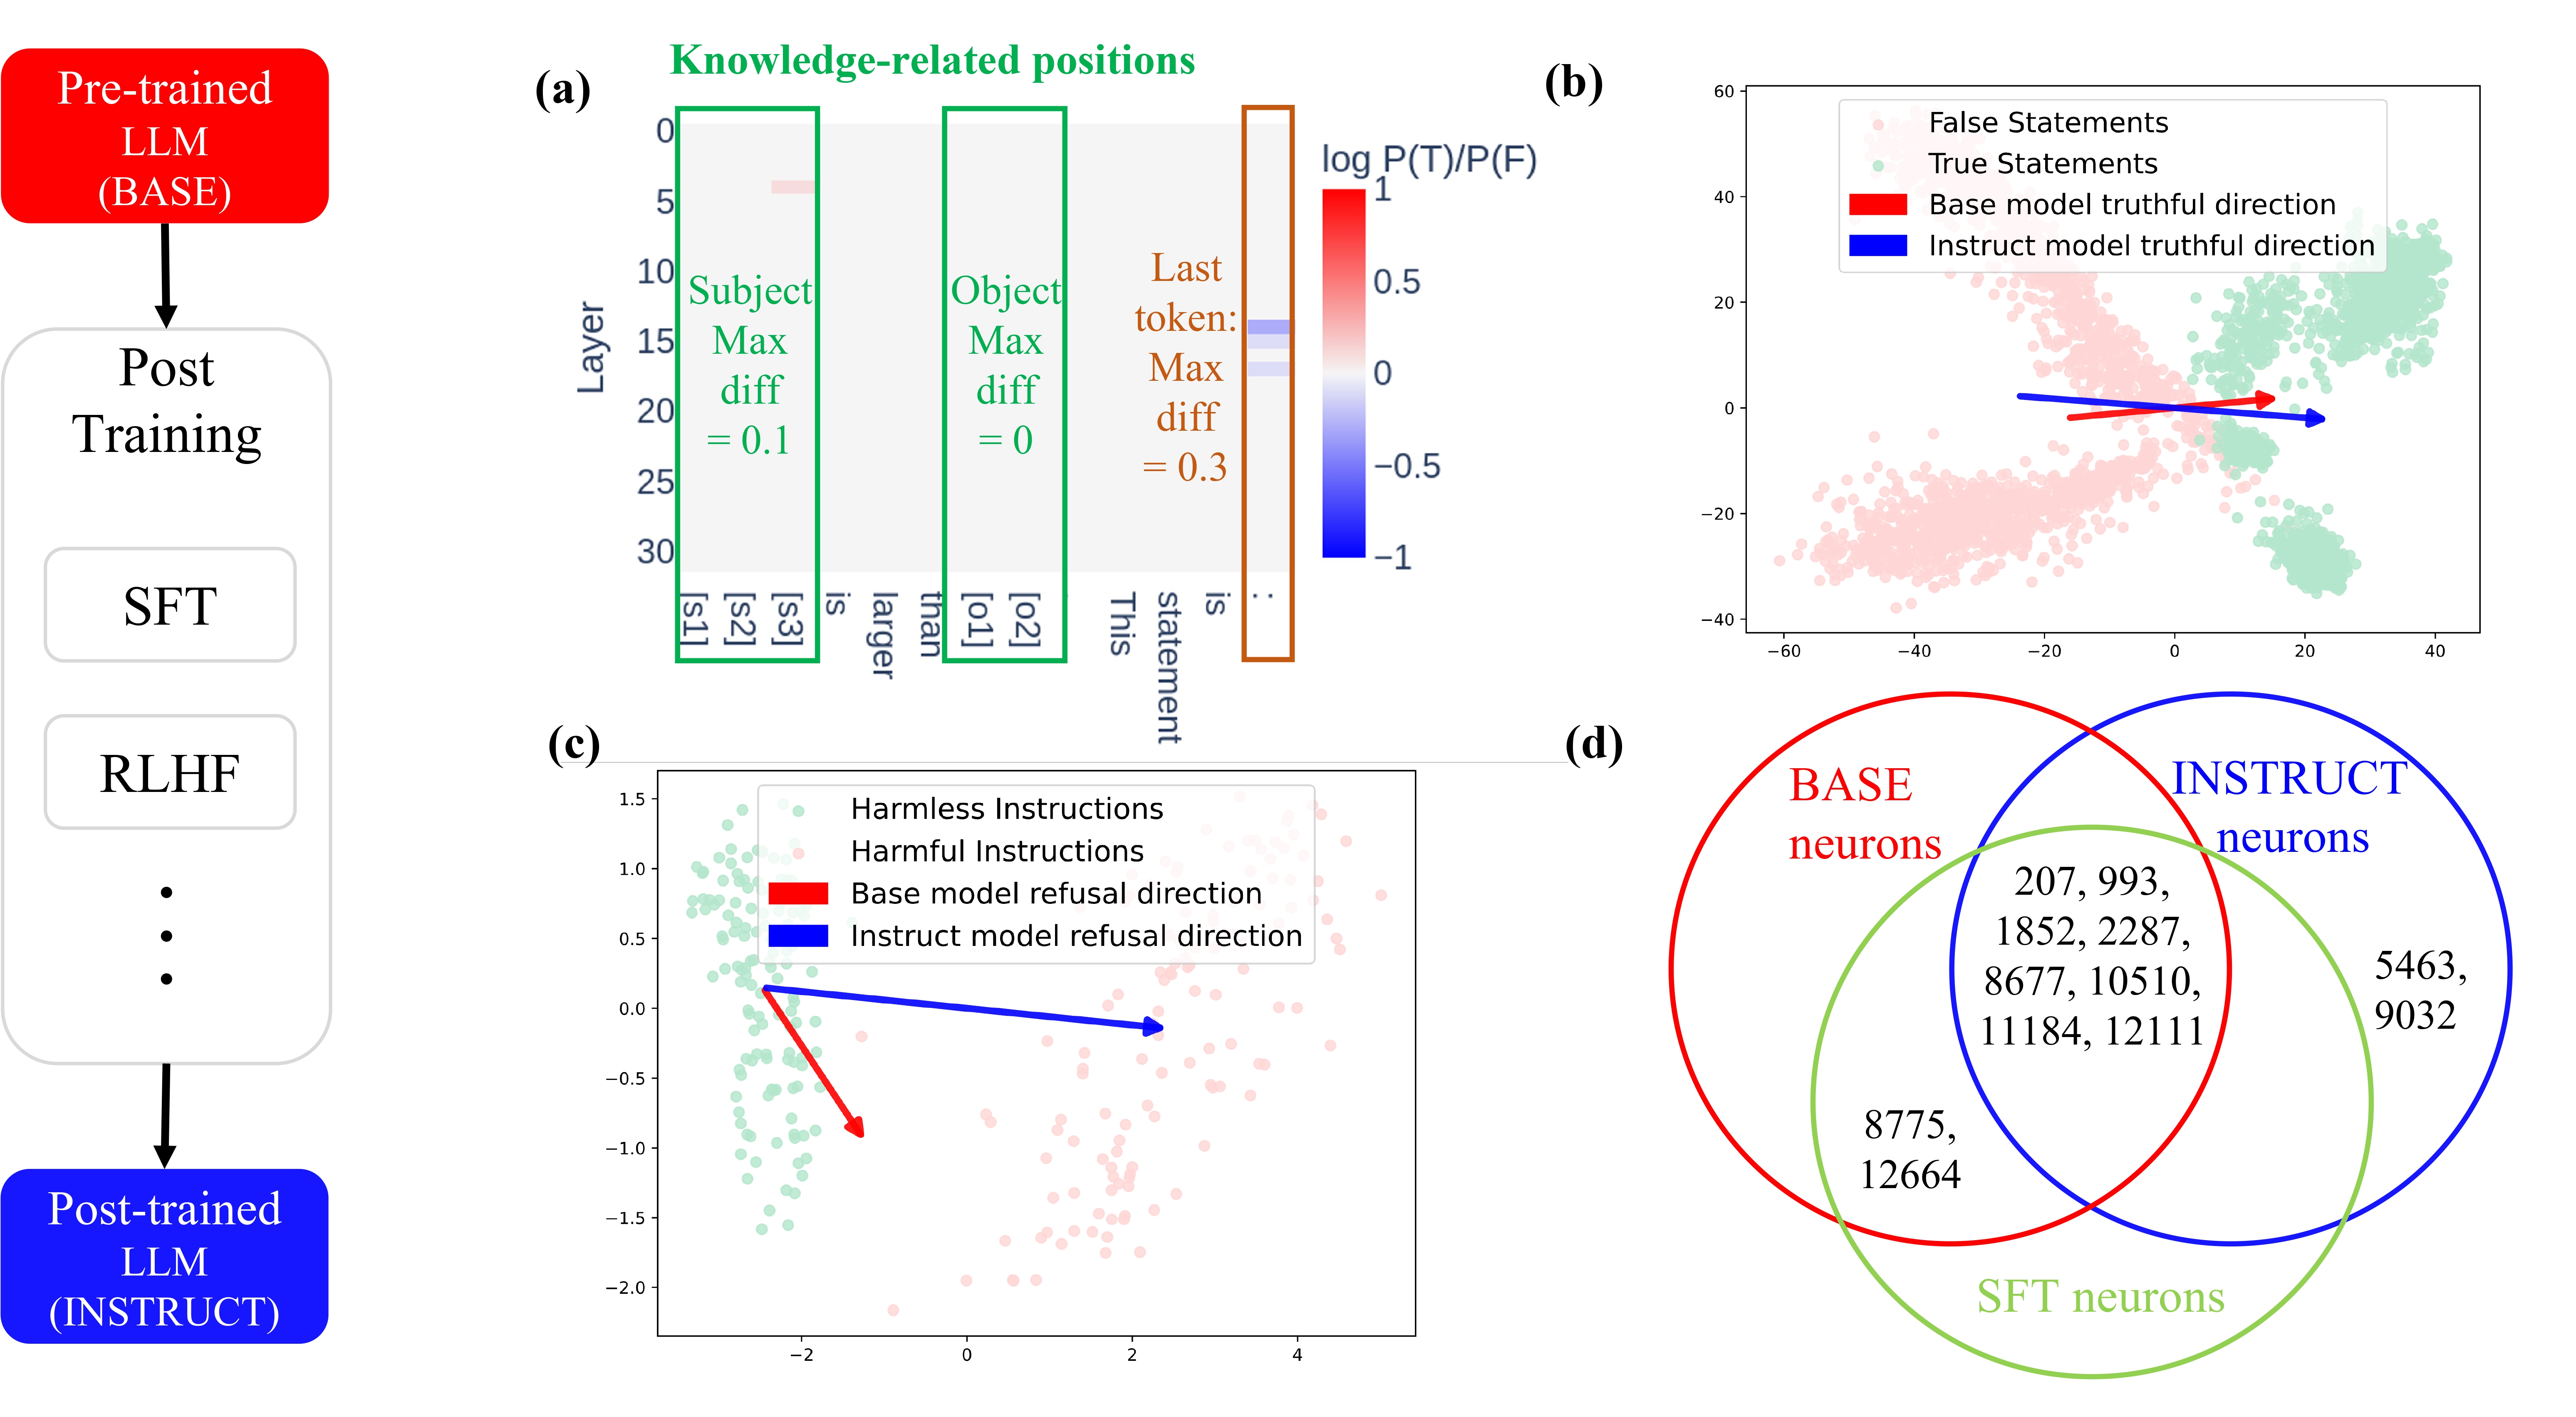 Pre-trained
LLM
(BASE)
Post
Training
SFT
RLHF
Post-trained
LLM
(INSTRUCT)
(a)
Knowledge-related positions
Layer
0
5
10
15
20
25
30
Subject
Max
diff
= 0.1
Object
Max
diff
= 0
Last
token:
Max
diff
= 0.3
[s1]
[s2]
[s3]
is
larger
than
[o1]
[o2]
This
statement
is
:
log P(T)/P(F)
1
0.5
0
−0.5
−1
(b)
60
40
20
0
−20
−40
False Statements
True Statements
Base model truthful direction
Instruct model truthful direction
−60
−40
−20
0
20
40
(c)
1.5
1.0
0.5
0.0
−0.5
−1.0
−1.5
−2.0
Harmless Instructions
Harmful Instructions
Base model refusal direction
Instruct model refusal direction
−2
0
2
4
(d)
BASE
neurons
INSTRUCT
neurons
207, 993,
1852, 2287,
8677, 10510,
11184, 12111
5463,
9032
8775,
12664
SFT neurons